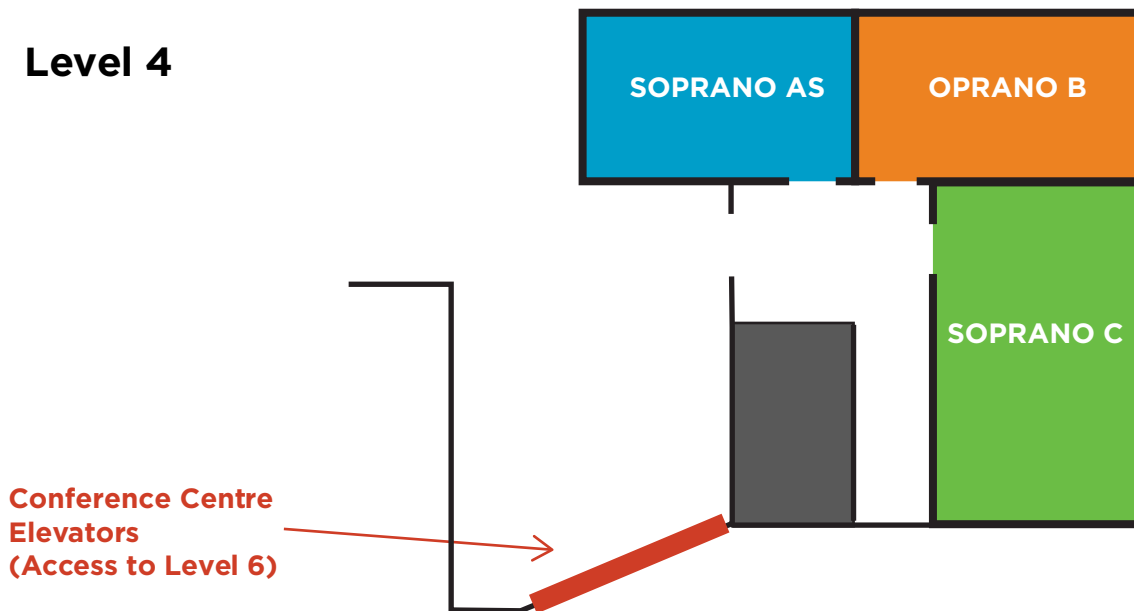 Level 4
SOPRANO AS
OPRANO B
SOPRANO C
Conference Centre
Elevators
(Access to Level 6)